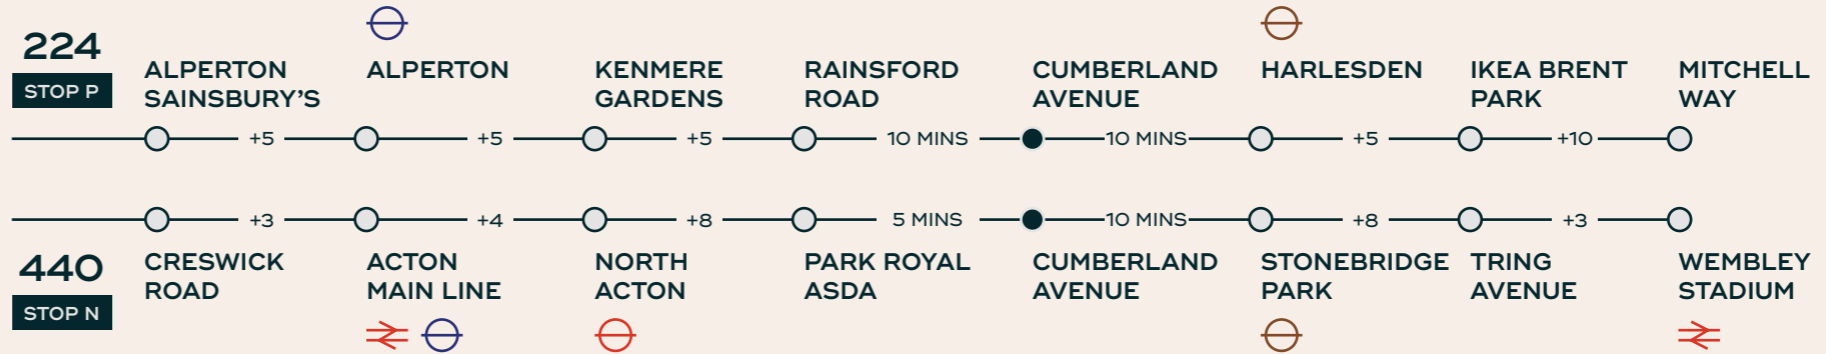 224
STOP P
ALPERTON
SAINSBURY'S
ALPERTON
KENMERE
GARDENS
RAINSFORD
ROAD
CUMBERLAND
AVENUE
HARLESDEN
IKEA BRENT
PARK
MITCHELL
WAY
+5
+5
+5
10 MINS
10 MINS
+5
+10
+3
+4
+8
5 MINS
10 MINS
+8
+3
440
STOP N
CRESWICK
ROAD
ACTON
MAIN LINE
NORTH
ACTON
PARK ROYAL
ASDA
CUMBERLAND
AVENUE
STONEBRIDGE
PARK
TRING
AVENUE
WEMBLEY
STADIUM